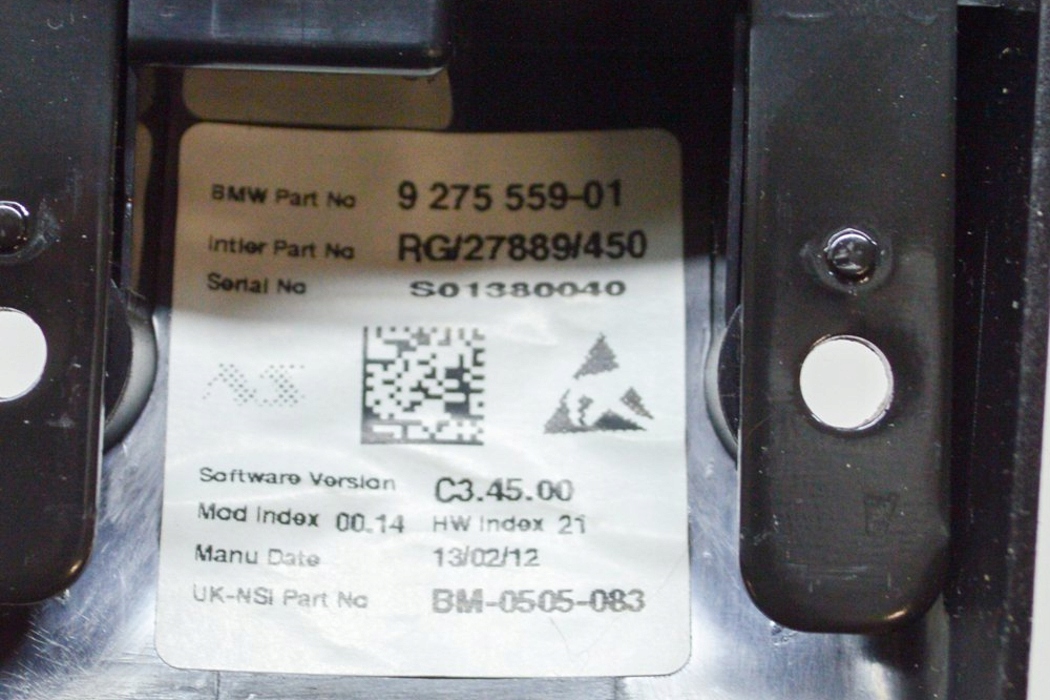 BMW Part No 9 275 559-01
Intier Part No RG/27889/450
Serial No S01380040
Software Version C3.45.00
Mod Index 00.14 HW Index 21
Manu Date 13/02/12
UK-NSI Part No BM-0505-083